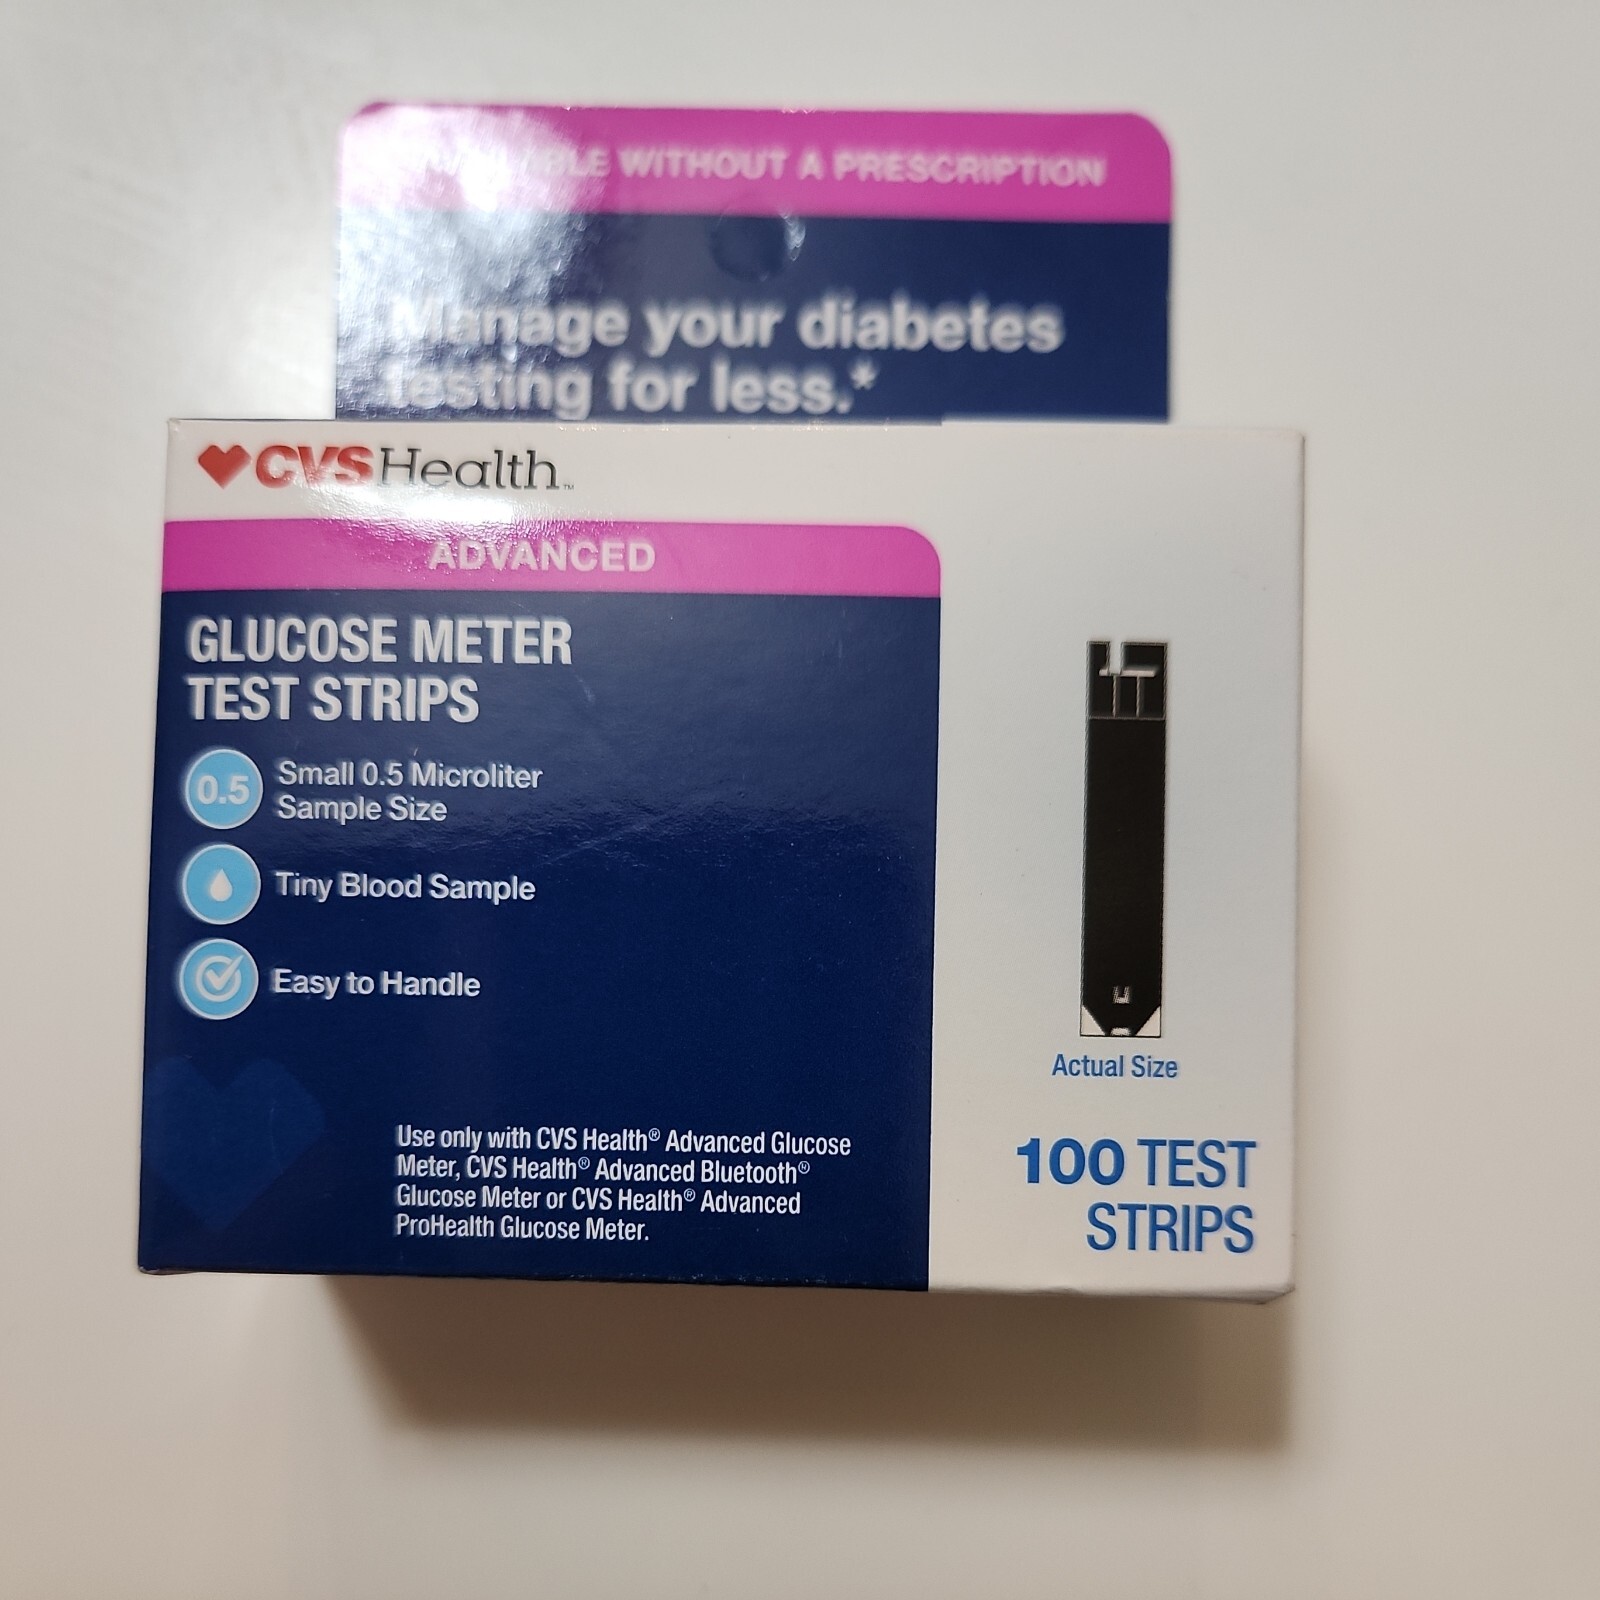 AVAILABLE WITHOUT A PRESCRIPTION
Manage your diabetes
testing for less.*
CVSHealth™
ADVANCED
GLUCOSE METER
TEST STRIPS
0.5
Small 0.5 Microliter
Sample Size
Tiny Blood Sample
Easy to Handle
Use only with CVS Health® Advanced Glucose
Meter, CVS Health® Advanced Bluetooth®
Glucose Meter or CVS Health® Advanced
ProHealth Glucose Meter.
Actual Size
100 TEST
STRIPS